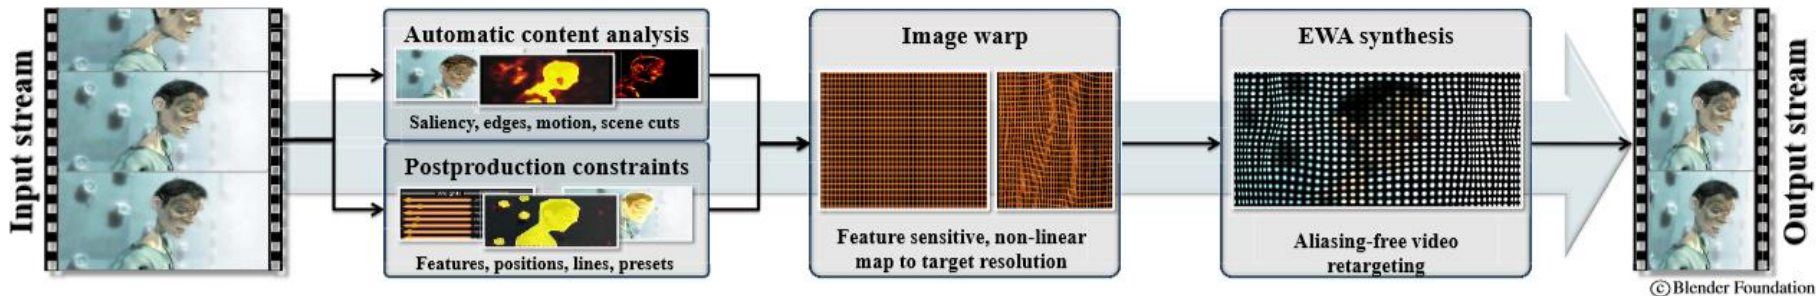 Input stream
Automatic content analysis
Saliency, edges, motion, scene cuts
Postproduction constraints
Features, positions, lines, presets
Image warp
Feature sensitive, non-linear
map to target resolution
EWA synthesis
Aliasing-free video
retargeting
Output stream
© Blender Foundation